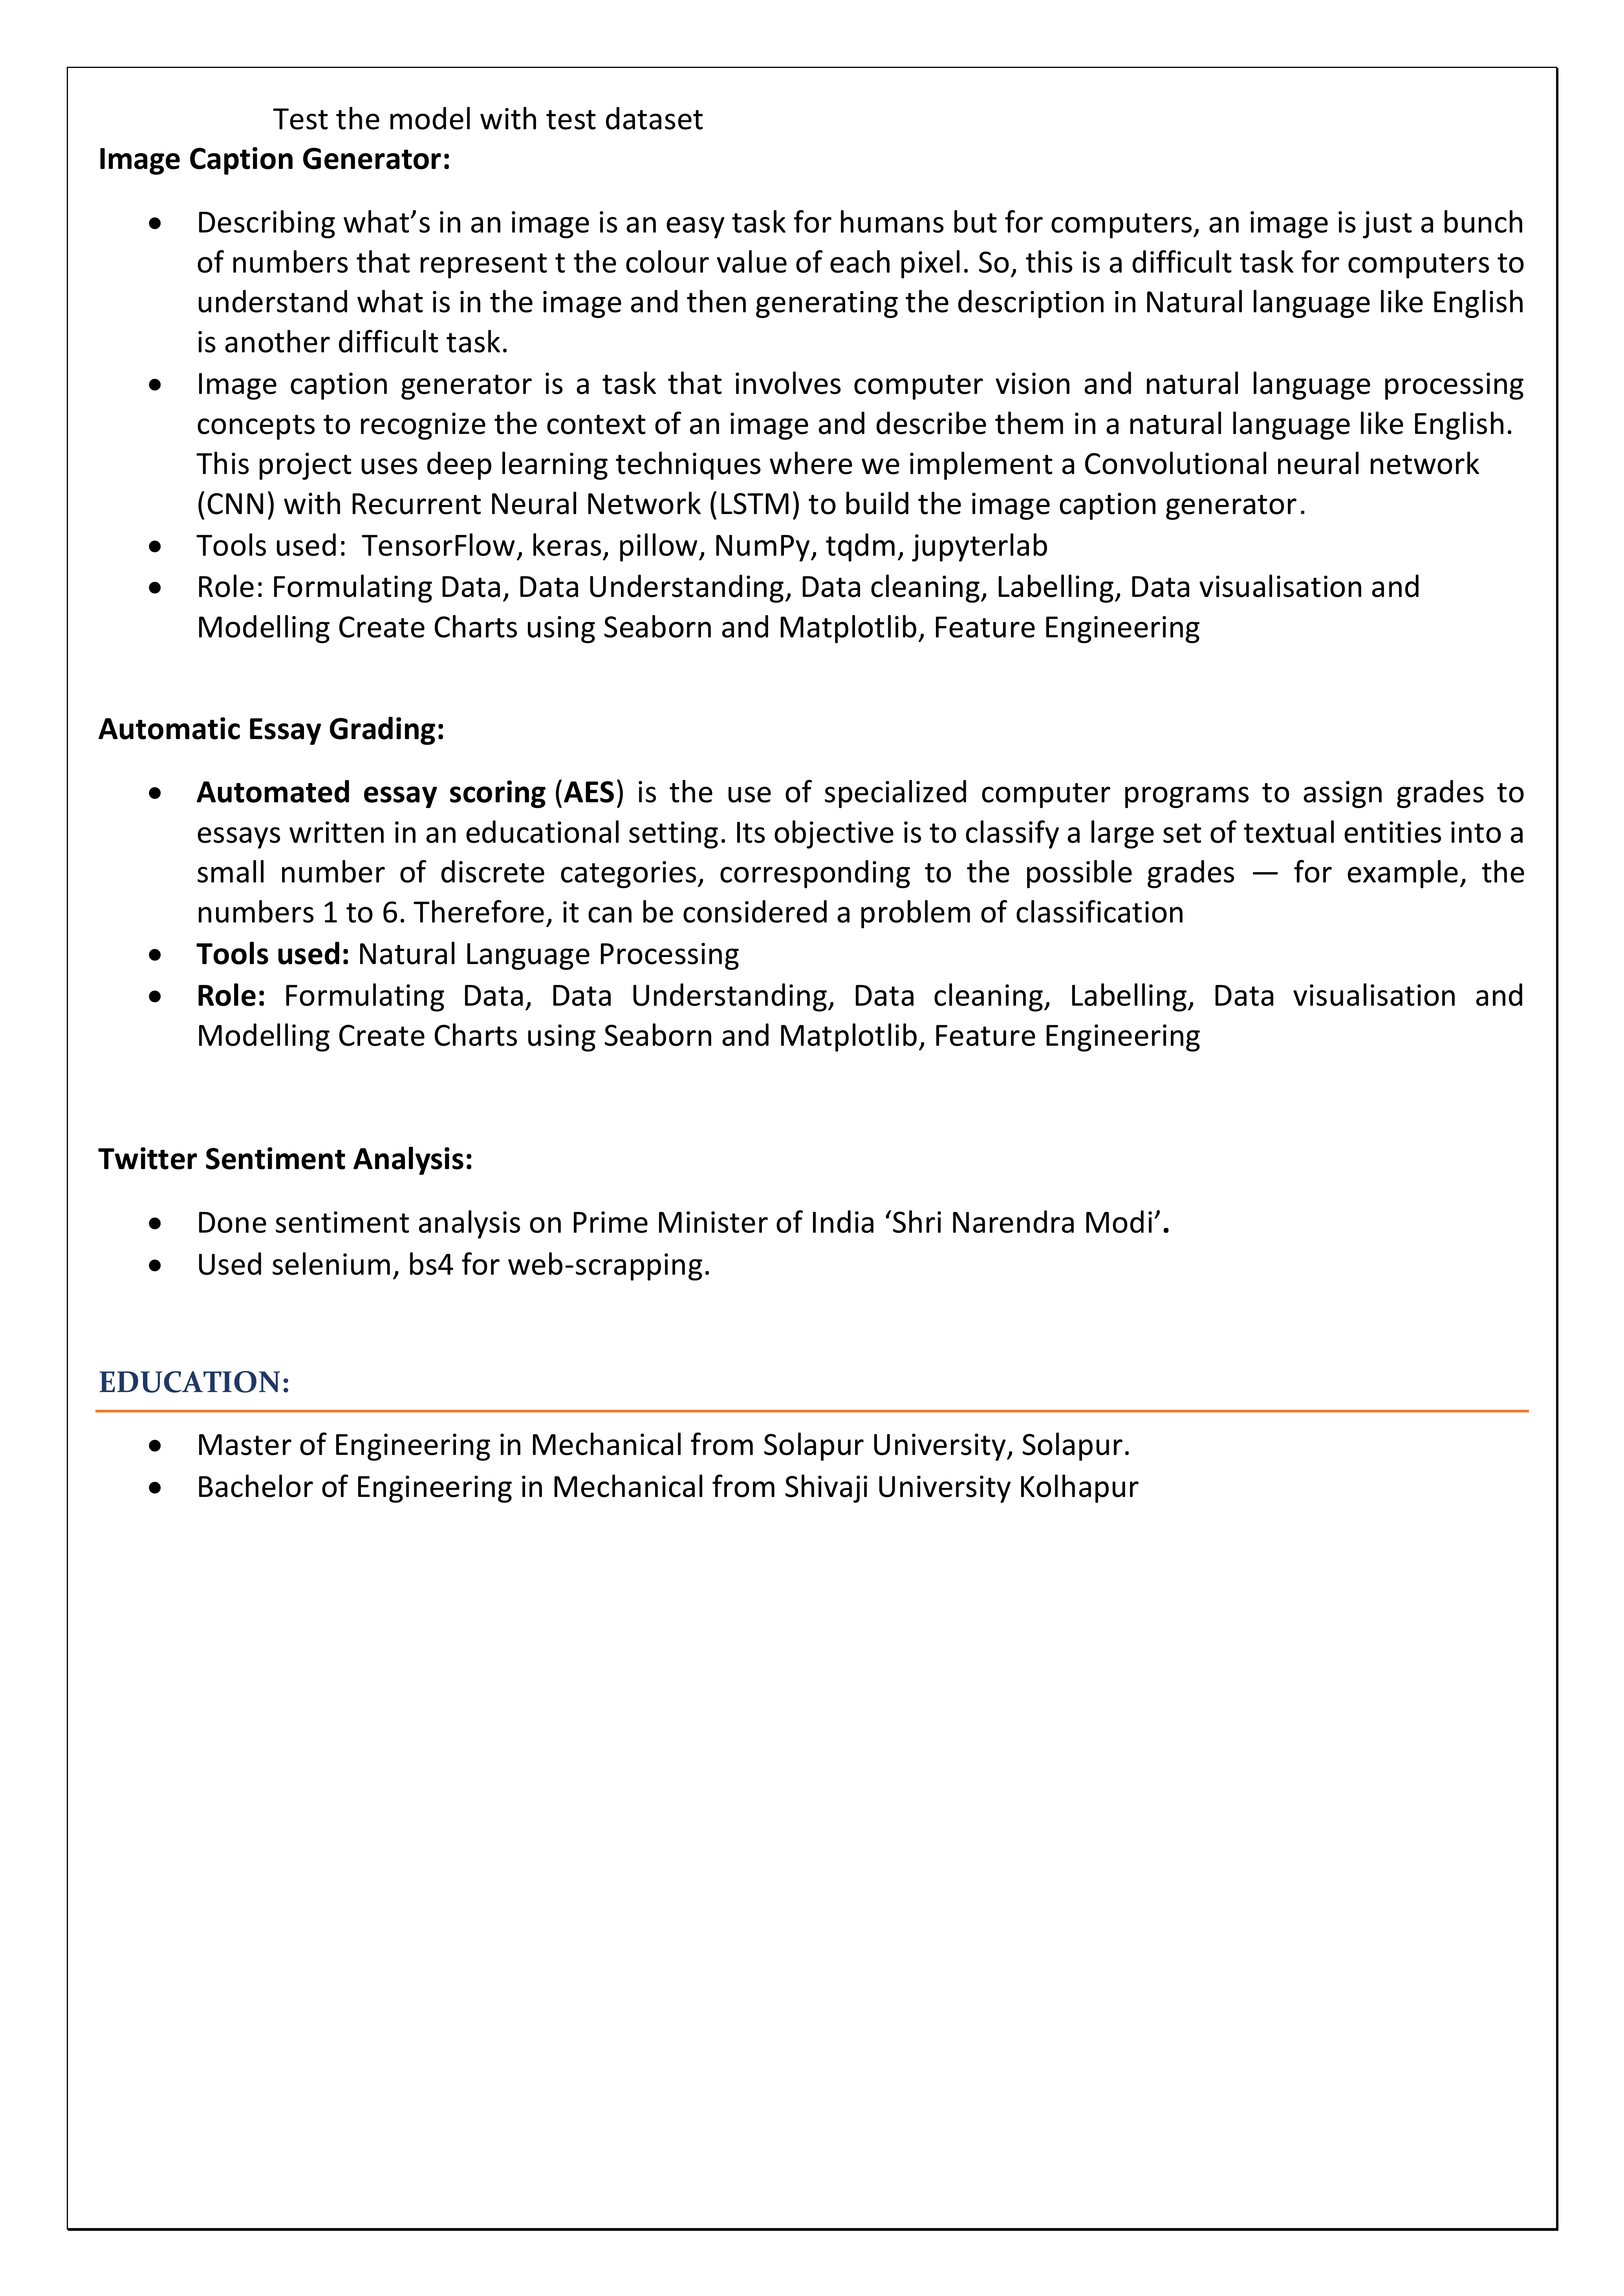 Test the model with test dataset
Image Caption Generator:
• Describing what’s in an image is an easy task for humans but for computers, an image is just a bunch
of numbers that represent t the colour value of each pixel. So, this is a difficult task for computers to
understand what is in the image and then generating the description in Natural language like English
is another difficult task.
• Image caption generator is a task that involves computer vision and natural language processing
concepts to recognize the context of an image and describe them in a natural language like English.
This project uses deep learning techniques where we implement a Convolutional neural network
(CNN) with Recurrent Neural Network (LSTM) to build the image caption generator.
• Tools used: TensorFlow, keras, pillow, NumPy, tqdm, jupyterlab
• Role: Formulating Data, Data Understanding, Data cleaning, Labelling, Data visualisation and
Modelling Create Charts using Seaborn and Matplotlib, Feature Engineering
Automatic Essay Grading:
• Automated essay scoring (AES) is the use of specialized computer programs to assign grades to
essays written in an educational setting. Its objective is to classify a large set of textual entities into a
small number of discrete categories, corresponding to the possible grades — for example, the
numbers 1 to 6. Therefore, it can be considered a problem of classification
• Tools used: Natural Language Processing
• Role: Formulating Data, Data Understanding, Data cleaning, Labelling, Data visualisation and
Modelling Create Charts using Seaborn and Matplotlib, Feature Engineering
Twitter Sentiment Analysis:
• Done sentiment analysis on Prime Minister of India ‘Shri Narendra Modi’.
• Used selenium, bs4 for web-scrapping.
EDUCATION:
• Master of Engineering in Mechanical from Solapur University, Solapur.
• Bachelor of Engineering in Mechanical from Shivaji University Kolhapur